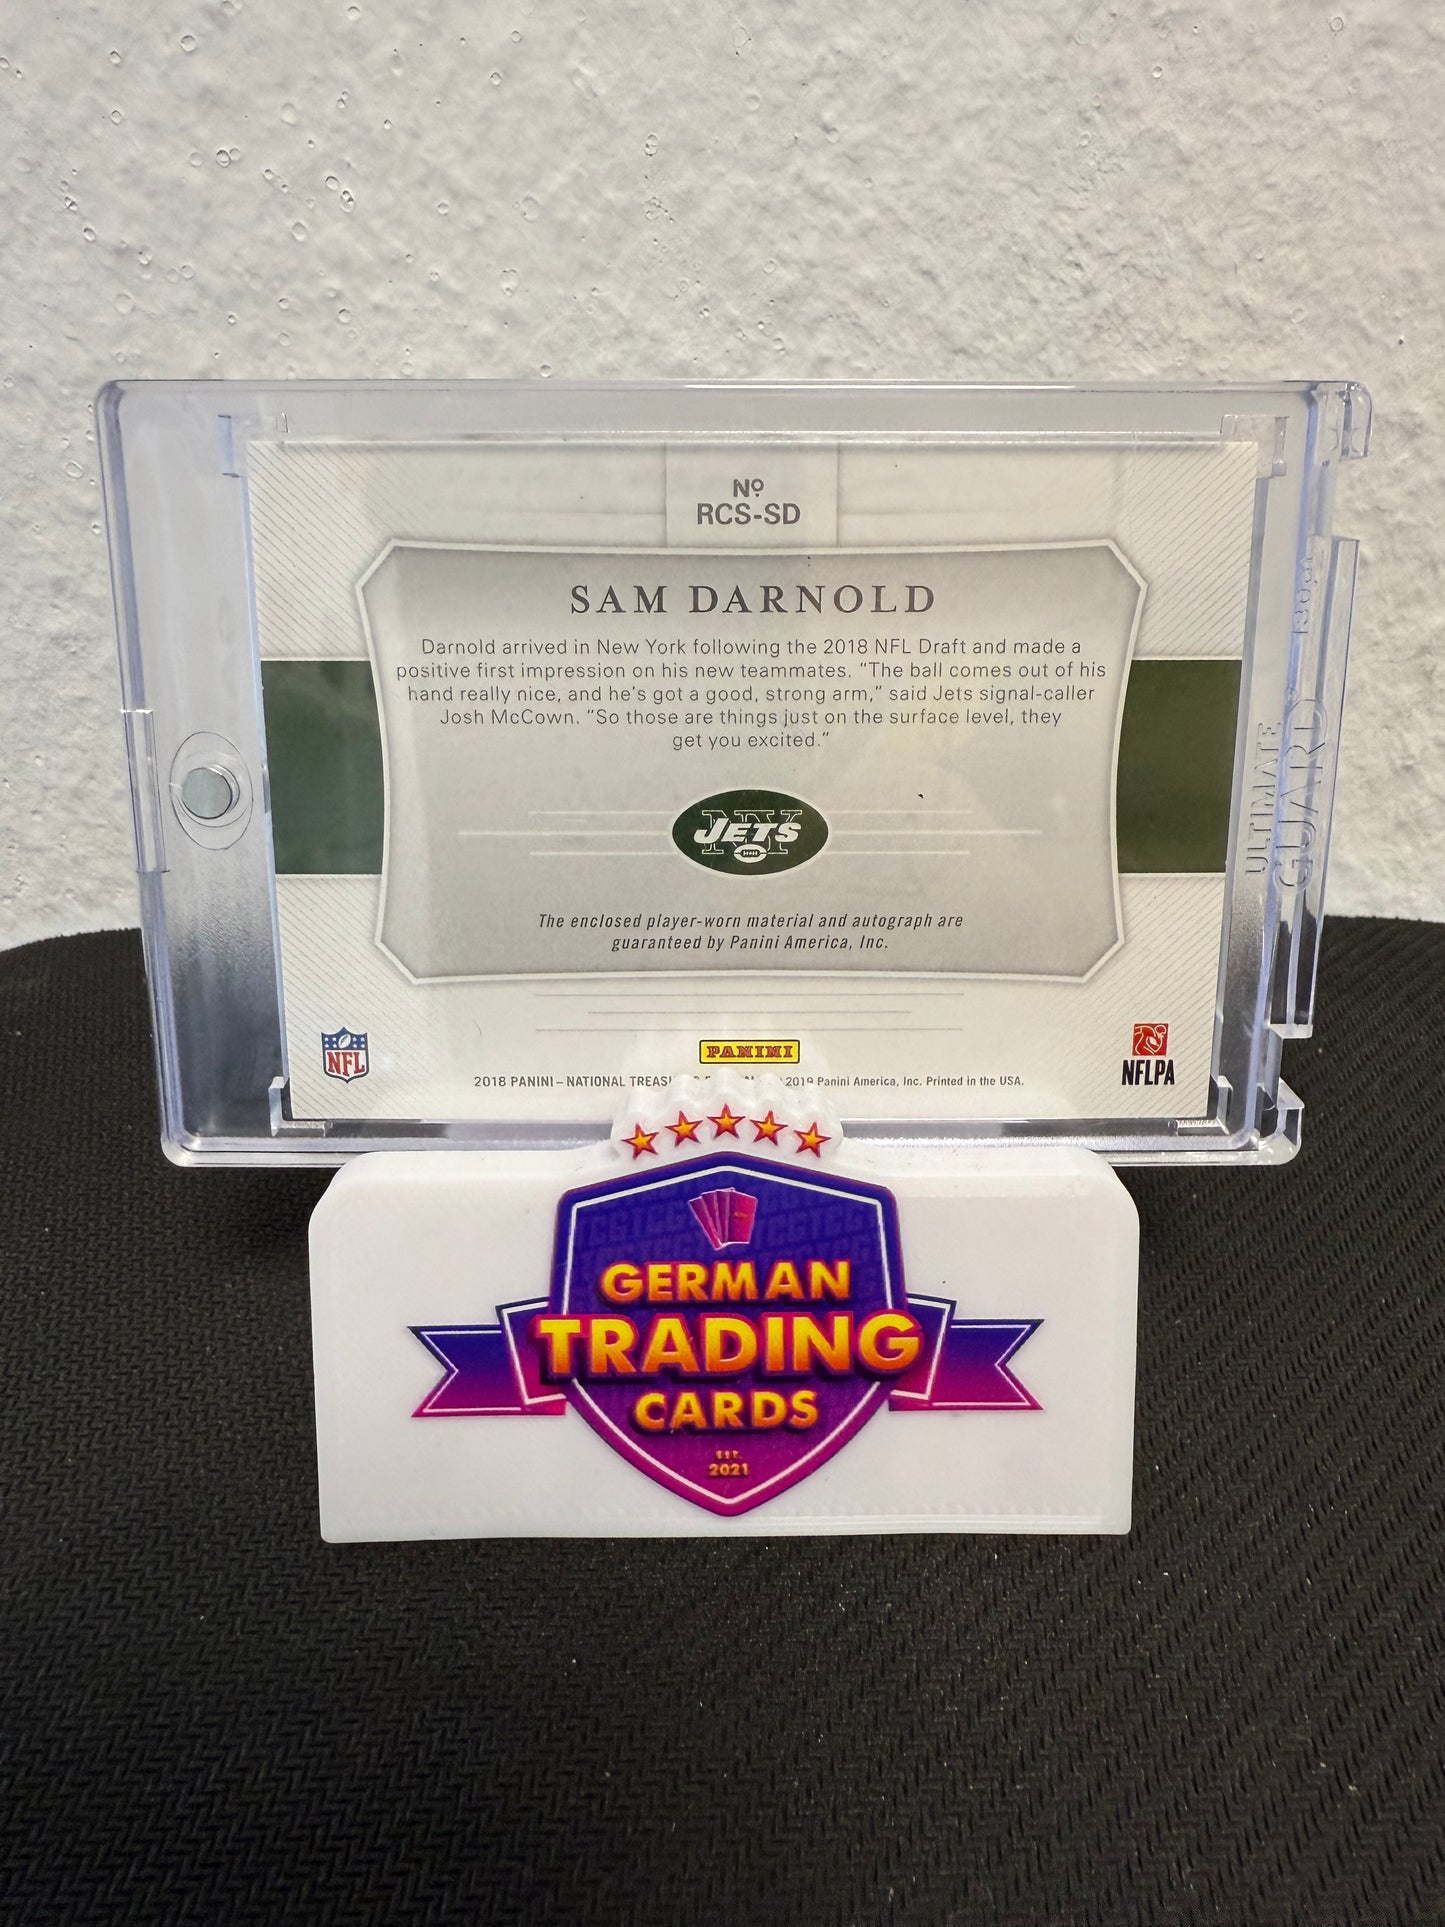 Nº
RCS-SD
SAM DARNOLD
Darnold arrived in New York following the 2018 NFL Draft and made a
positive first impression on his new teammates. "The ball comes out of his
hand really nice, and he's got a good, strong arm," said Jets signal-caller
Josh McCown. "So those are things just on the surface level, they
get you excited."
NY
JETS
The enclosed player-worn material and autograph are
guaranteed by Panini America, Inc.
NFL
PANINI
NFLPA
2018 PANINI – NATIONAL 2019 Panini America, Inc. Printed in the USA.
ULTIMATE
GUARD
GERMAN
TRADING
CARDS
EST.
2021